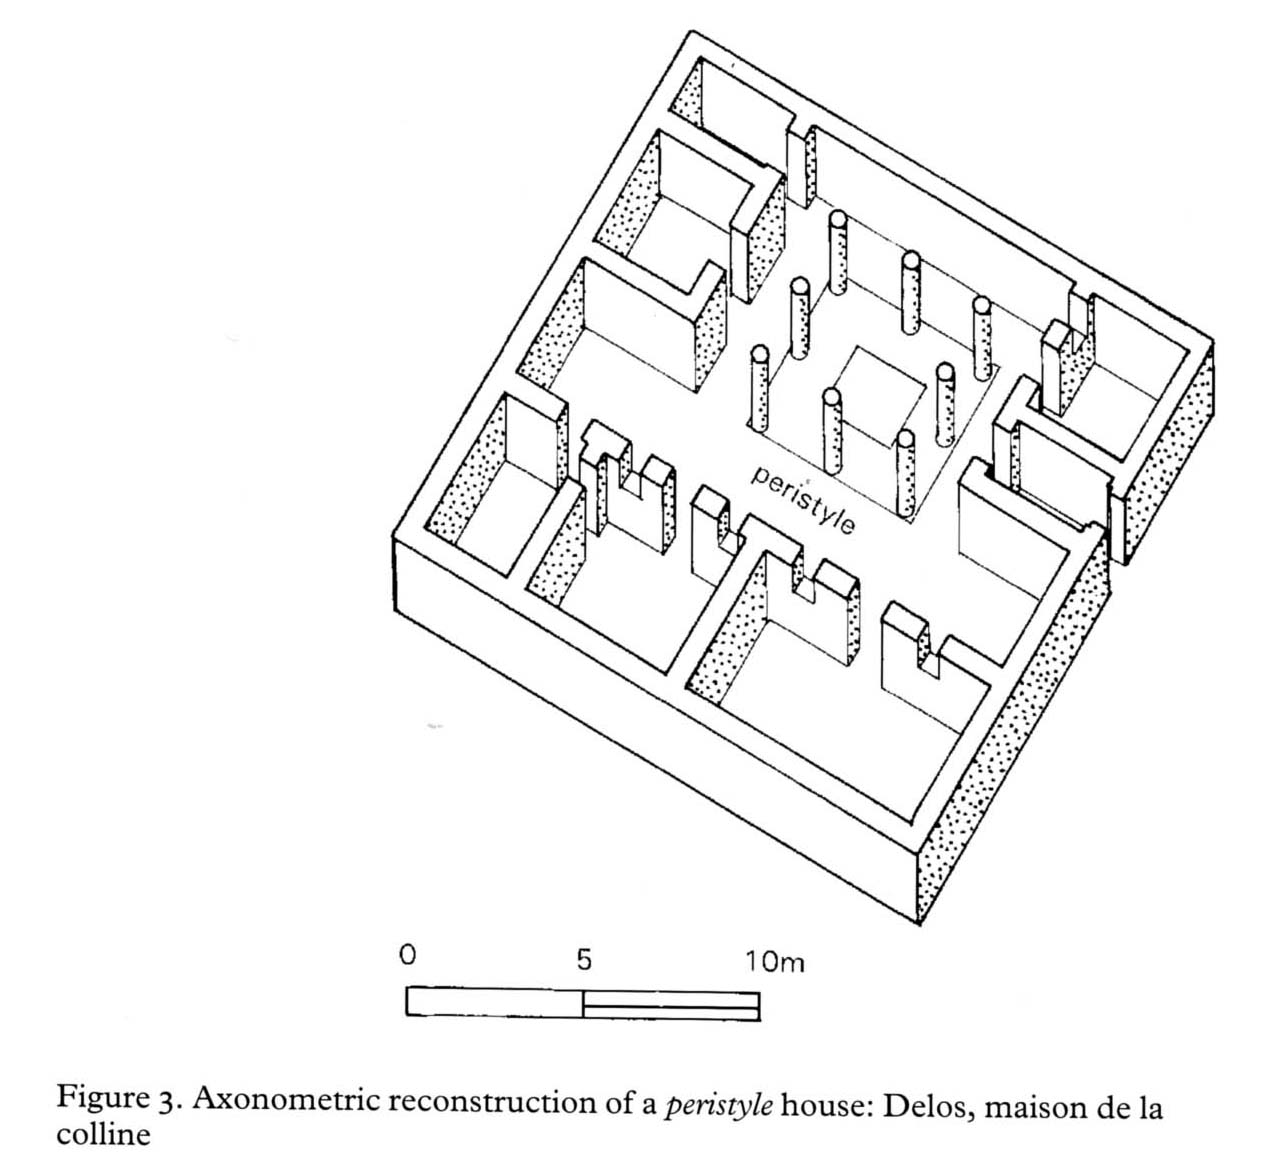 peristyle
0 5 10m
Figure 3. Axonometric reconstruction of a peristyle house: Delos, maison de la
colline